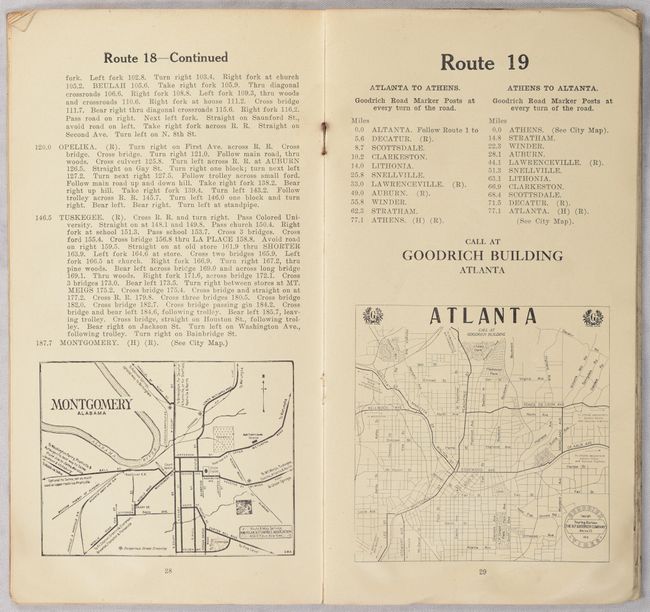 Route 18—Continued
fork. Left fork 102.8. Turn right 103.4. Right fork at church
105.2. BEULAH 105.6. Take right fork 105.9. Thru diagonal
crossroads 106.6. Right fork 108.6. Left fork 109.3, thru woods
and crossroads 110.6. Right fork at house 111.2. Cross bridge
111.7. Bear right thru diagonal crossroads 115.6. Right fork 116.2.
Pass road on right. Next left fork. Straight on Saunford St.,
avoid road on left. Take right fork across R. R. Straight on
Second Ave. Turn left on N. 8th St.
120.0 OPELIKA. (R). Turn right on First Ave. across R. R. Cross
bridge. Cross bridge. Turn right 121.0. Follow main road, thru
woods. Cross culvert 125.8. Turn left across R. R. at AUBURN
126.5. Straight on Gay St. Turn right one block; turn next left
127.2. Turn next right 127.5. Follow trolley across small ford.
Follow main road up and down hill. Take right fork 138.2. Bear
right up hill. Take right fork 139.4. Turn left 143.2. Follow
trolley across R. R. 145.7. Turn left 146.0 one block and turn
right. Bear left. Bear right. Turn left at standpipe.
146.5 TUSKEGEE. (R). Cross R. R. and turn right. Pass Colored Uni-
versity. Straight on at 148.1 and 149.8. Pass church 150.4. Right
fork at school 151.3. Pass school 153.7. Cross 3 bridges. Cross
ford 155.4. Cross bridge 156.8 thru LA PLACE 158.8. Avoid road
on right 159.5. Straight on at old store 161.9 thru SHORTER
163.9. Left fork 164.6 at store. Cross two bridges 165.9. Left
fork 166.5 at church. Right fork 166.9. Turn right 167.2, thru
pine woods. Bear left across bridge 169.0 and across long bridge
169.1. Thru woods. Right fork 171.6, across bridge 172.1. Cross
3 bridges 173.0. Bear left 173.5. Turn right between stores at MT.
MEIGS 175.2. Cross bridge 175.4. Cross bridge and straight on at
177.2. Cross R. R. 179.8. Cross three bridges 180.5. Cross bridge
182.0. Cross bridge 182.7. Cross bridge passing gin 184.2. Cross
bridge and bear left 184.6, following trolley. Bear left 185.7, leav-
ing trolley. Cross bridge, straight on Houston St., following trol-
ley. Bear right on Jackson St. Turn left on Washington Ave.,
following trolley. Turn right on Bainbridge St.
187.7 MONTGOMERY. (H) (R). (See City Map.)
MONTGOMERY
ALABAMA
28
Route 19
ATLANTA TO ATHENS.
Goodrich Road Marker Posts at
every turn of the road.
Miles
0.0 ALTANTA. Follow Route 1 to
5.6 DECATUR. (R).
8.7 SCOTTSDALE.
10.2 CLARKESTON.
14.0 LITHONIA.
25.8 SNELLVILLE.
33.0 LAWRENCEVILLE. (R).
49.0 AUBURN. (R).
55.8 WINDER.
62.3 STRATHAM.
77.1 ATHENS. (H) (R).
ATHENS TO ALTANTA.
Goodrich Road Marker Posts at
every turn of the road.
Miles
0.0 ATHENS. (See City Map).
14.8 STRATHAM.
22.3 WINDER.
28.1 AUBURN.
44.1 LAWRENCEVILLE. (R).
51.3 SNELLVILLE.
63.1 LITHONIA.
66.9 CLARKESTON.
68.4 SCOTTSDALE.
71.5 DECATUR. (R).
77.1 ATLANTA. (H) (R).
(See City Map).
CALL AT
GOODRICH BUILDING
ATLANTA
ATLANTA
CALL AT
GOODRICH BUILDING
29